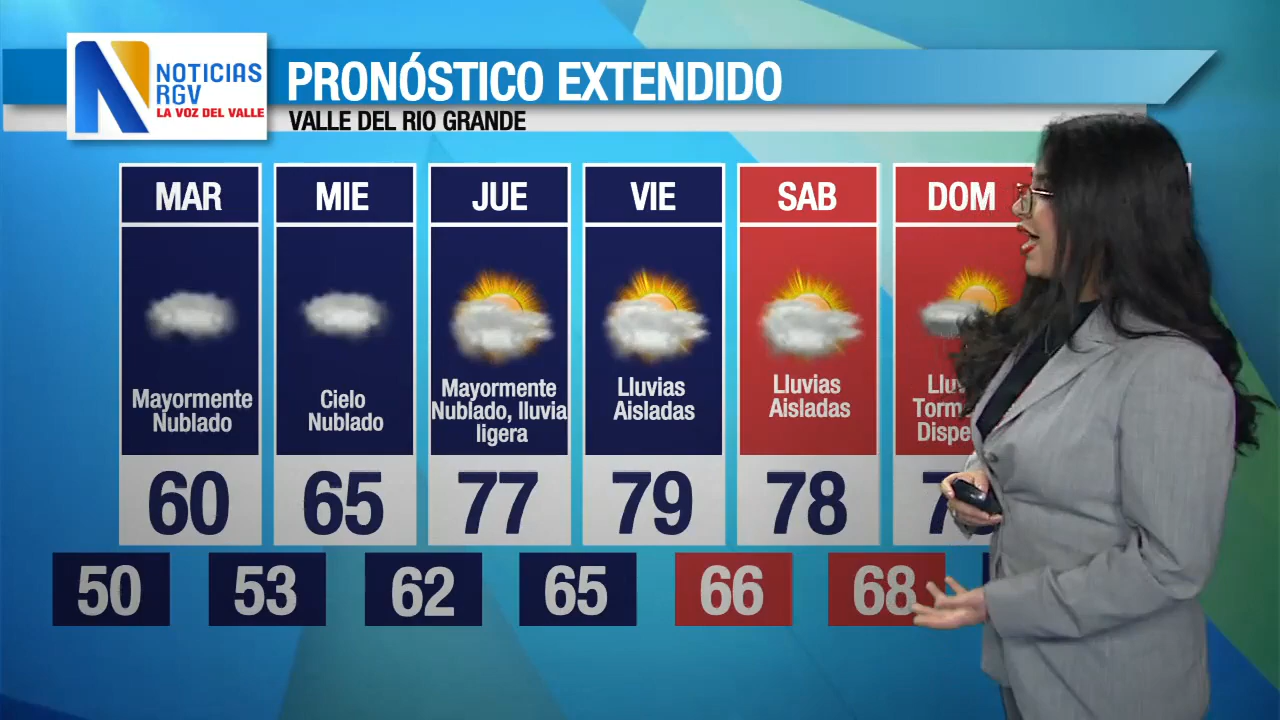 NOTICIAS
RGV
LA VOZ DEL VALLE
PRONÓSTICO EXTENDIDO
VALLE DEL RIO GRANDE
MAR
MIE
JUE
VIE
SAB
DOM
Mayormente
Nublado
Cielo
Nublado
Mayormente
Nublado, lluvia
ligera
Lluvias
Aisladas
Lluvias
Aisladas
60
65
77
79
78
50
53
62
65
66
68